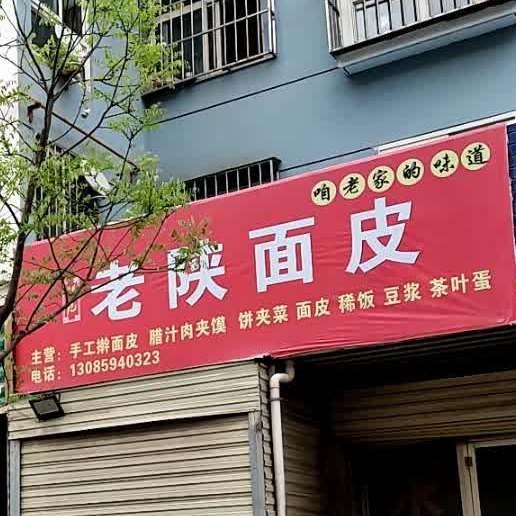 咱老家的味道
老陕面皮
主营：手工擀面皮 腊汁肉夹馍 饼夹菜 面皮 稀饭 豆浆 茶叶蛋
电话：13085940323